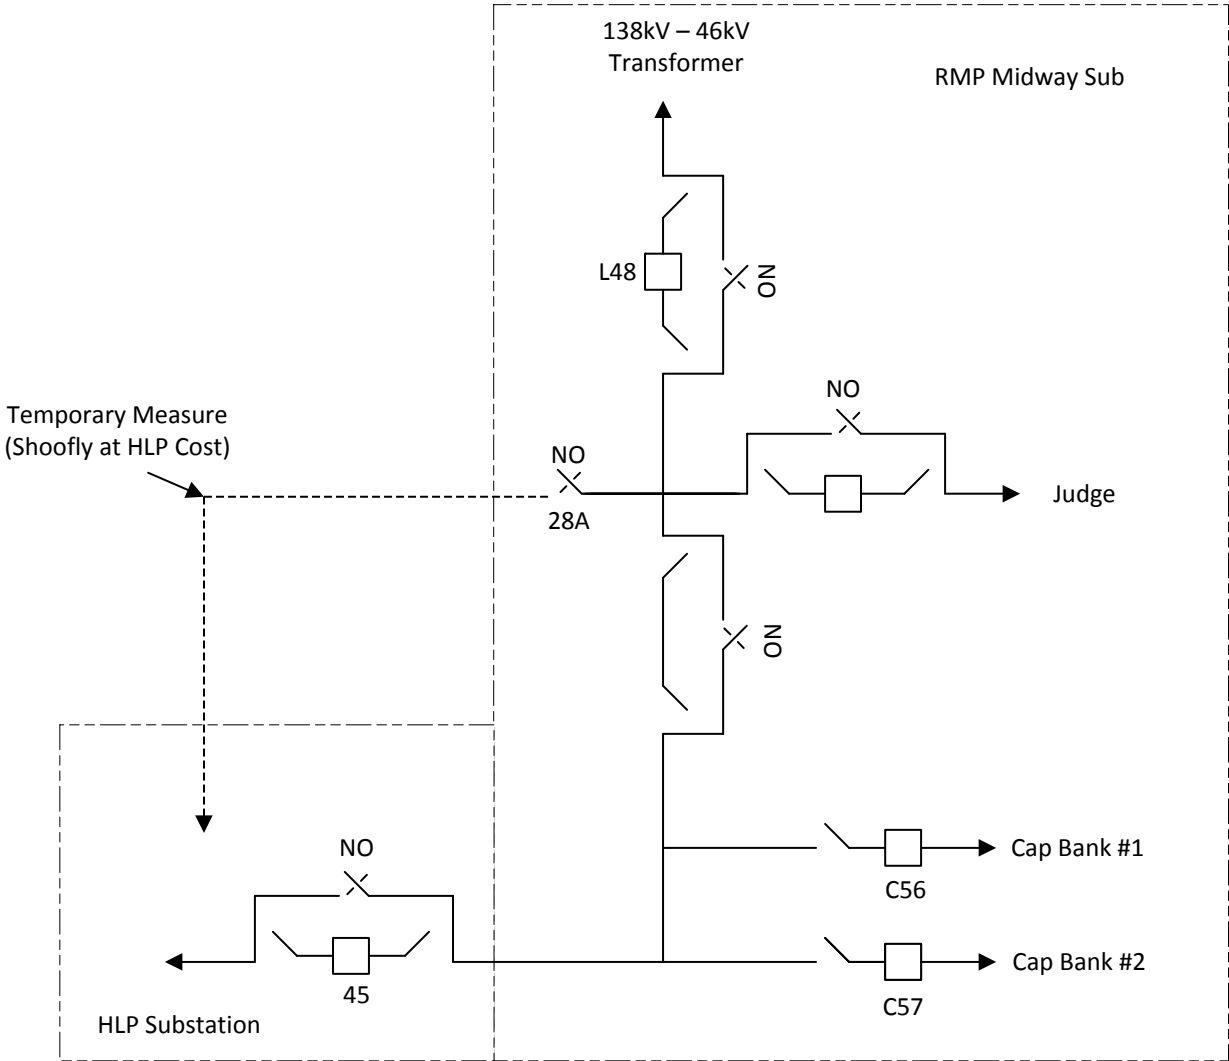 138kV – 46kV
Transformer
RMP Midway Sub
L48
NO
Temporary Measure
(Shoofly at HLP Cost)
NO
NO
28A
Judge
NO
NO
Cap Bank #1
C56
45
Cap Bank #2
C57
HLP Substation